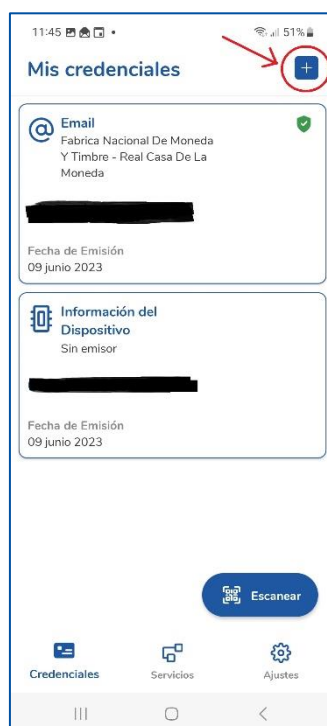 11:45
51%
Mis credenciales
Email
Fabrica Nacional De Moneda
Y Timbre - Real Casa De La
Moneda
Fecha de Emisión
09 junio 2023
Información del
Dispositivo
Sin emisor
Fecha de Emisión
09 junio 2023
Escanear
Credenciales
Servicios
Ajustes